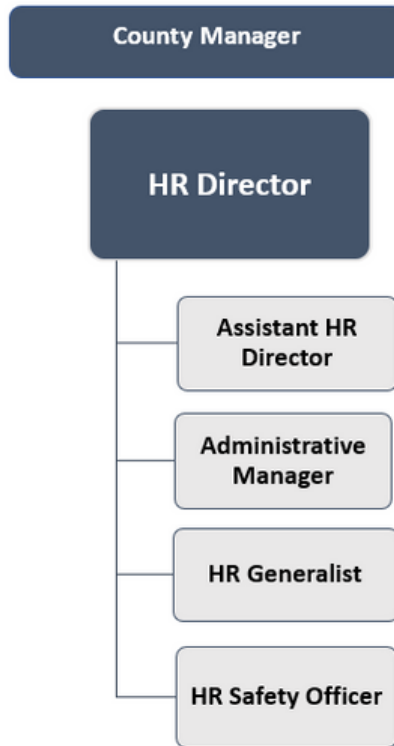 County Manager
HR Director
Assistant HR
Director
Administrative
Manager
HR Generalist
HR Safety Officer